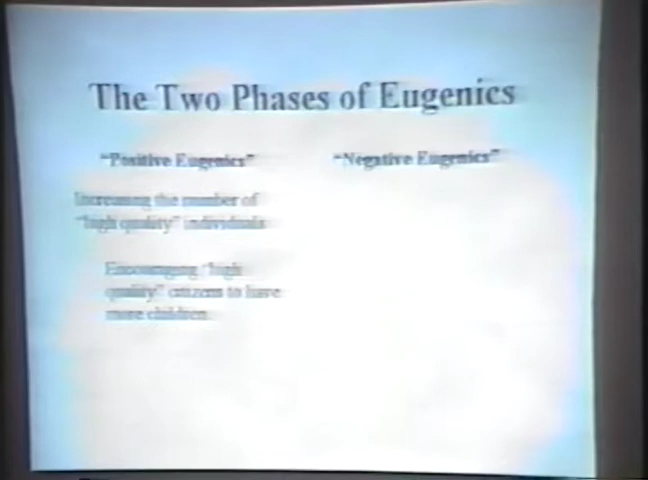 The Two Phases of Eugenics
“Positive Eugenics”
“Negative Eugenics”
Increasing the number of
“high quality” individuals
Encouraging “high
quality” citizens to have
more children